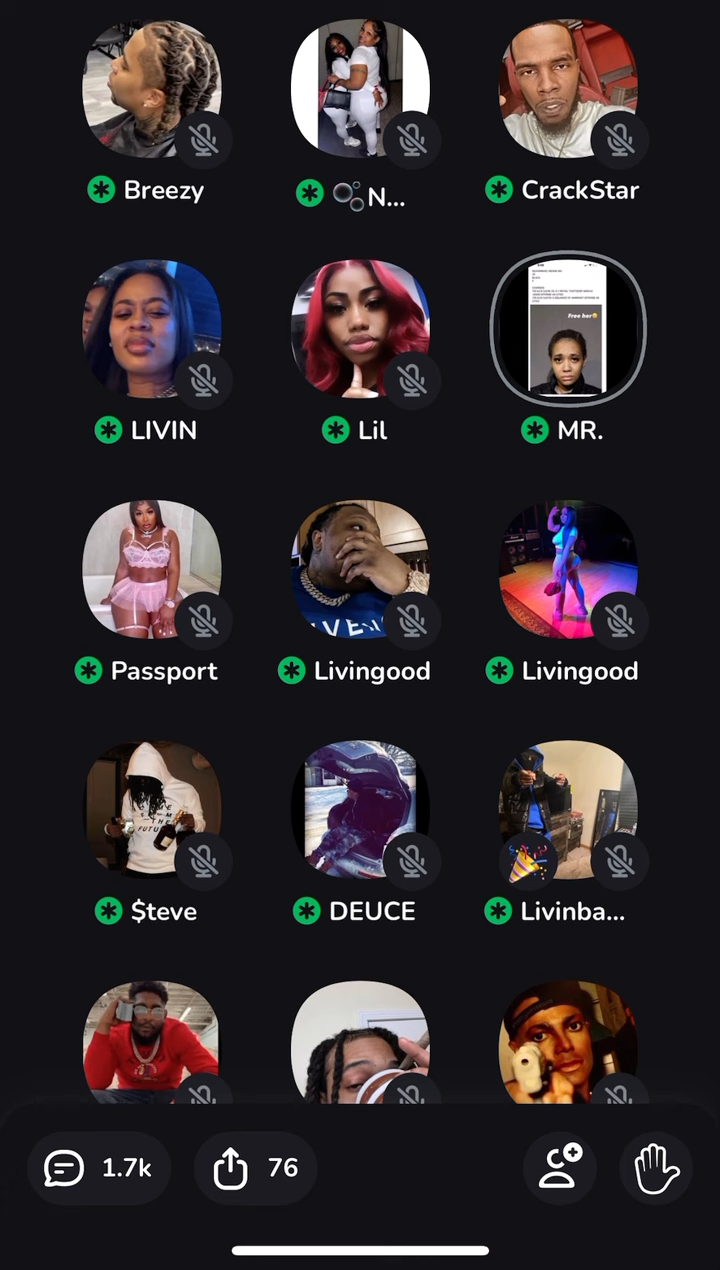 Breezy
N...
CrackStar
Free her
LIVIN
Lil
MR.
Passport
Livingood
Livingood
$teve
DEUCE
Livinba...
1.7k
76